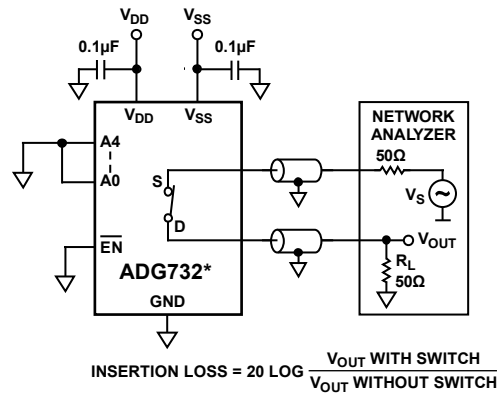 VDD
VSS
0.1µF
0.1µF
VDD
VSS
A4
A0
EN
S
D
ADG732*
GND
NETWORK
ANALYZER
50Ω
VS
VOUT
RL
50Ω
INSERTION LOSS = 20 LOG VOUT WITH SWITCH
VOUT WITHOUT SWITCH